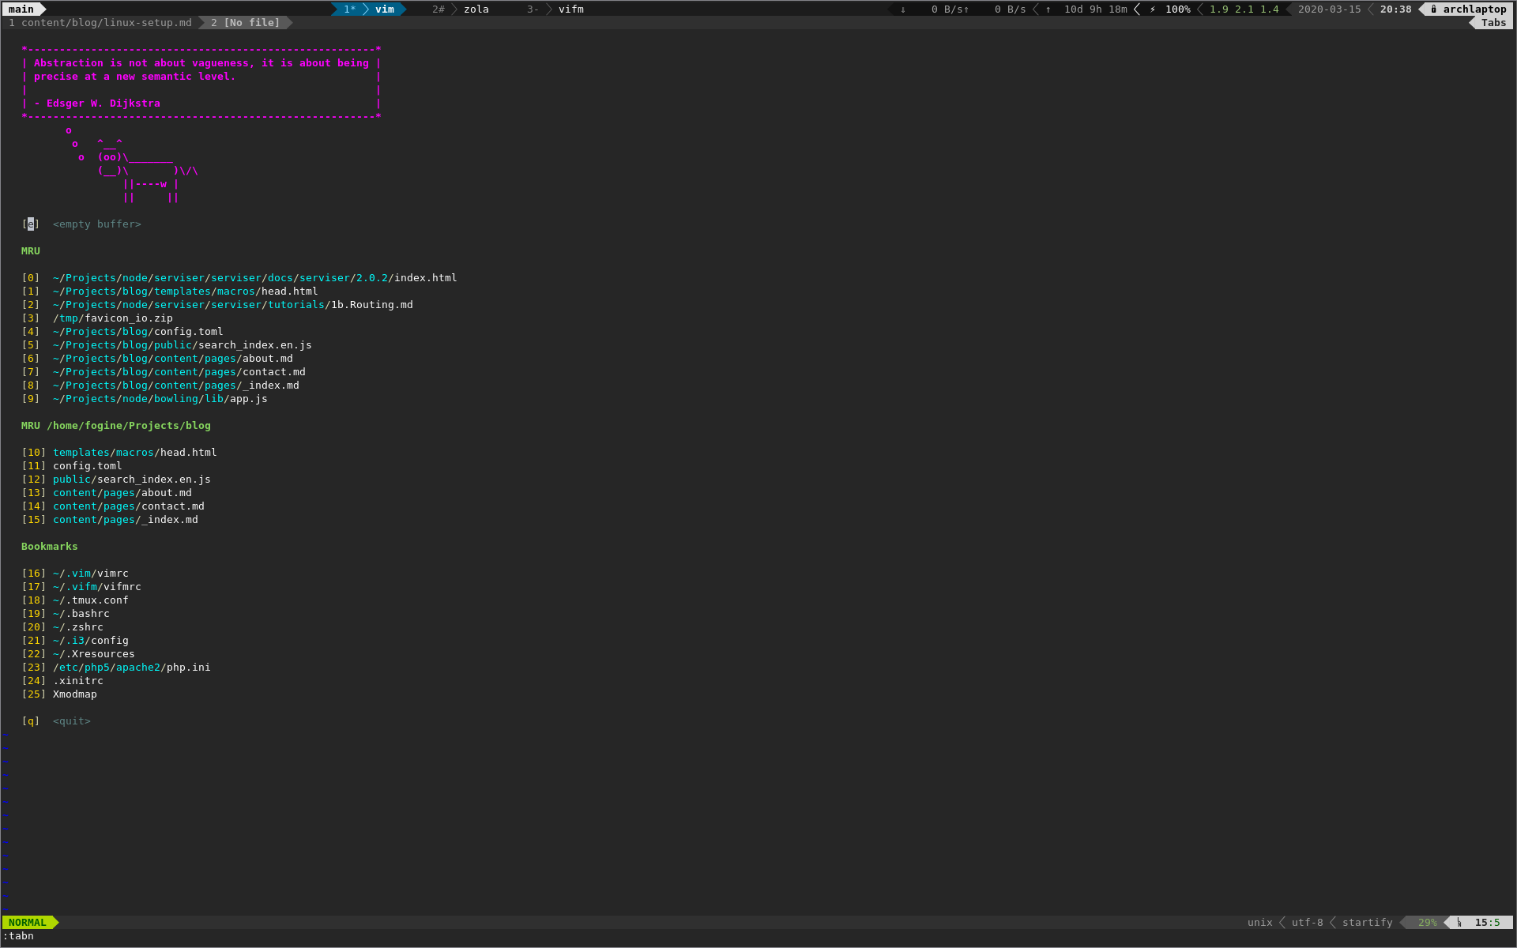 main 1* vim 2# zola 3- vifm ↓ 0 B/s↑ 0 B/s ↑ 10d 9h 18m ⚡ 100% 1.9 2.1 1.4 2020-03-15 20:38 archlaptop
1 content/blog/linux-setup.md 2 [No file] Tabs
*-------------------------------------------------------*
| Abstraction is not about vagueness, it is about being |
| precise at a new semantic level.                      |
|                                                       |
| - Edsger W. Dijkstra                                  |
*-------------------------------------------------------*
       o
        o   ^__^
         o  (oo)\_______
            (__)\       )\/\
                ||----w |
                ||     ||
[e]  <empty buffer>
MRU
[0]  ~/Projects/node/serviser/serviser/docs/serviser/2.0.2/index.html
[1]  ~/Projects/blog/templates/macros/head.html
[2]  ~/Projects/node/serviser/serviser/tutorials/1b.Routing.md
[3]  /tmp/favicon_io.zip
[4]  ~/Projects/blog/config.toml
[5]  ~/Projects/blog/public/search_index.en.js
[6]  ~/Projects/blog/content/pages/about.md
[7]  ~/Projects/blog/content/pages/contact.md
[8]  ~/Projects/blog/content/pages/_index.md
[9]  ~/Projects/node/bowling/lib/app.js
MRU /home/fogine/Projects/blog
[10] templates/macros/head.html
[11] config.toml
[12] public/search_index.en.js
[13] content/pages/about.md
[14] content/pages/contact.md
[15] content/pages/_index.md
Bookmarks
[16] ~/.vim/vimrc
[17] ~/.vifm/vifmrc
[18] ~/.tmux.conf
[19] ~/.bashrc
[20] ~/.zshrc
[21] ~/.i3/config
[22] ~/.Xresources
[23] /etc/php5/apache2/php.ini
[24] .xinitrc
[25] Xmodmap
[q]  <quit>
~
~
~
~
~
~
~
~
~
~
~
~
~
~
NORMAL unix utf-8 startify 29% 15:5
:tabn